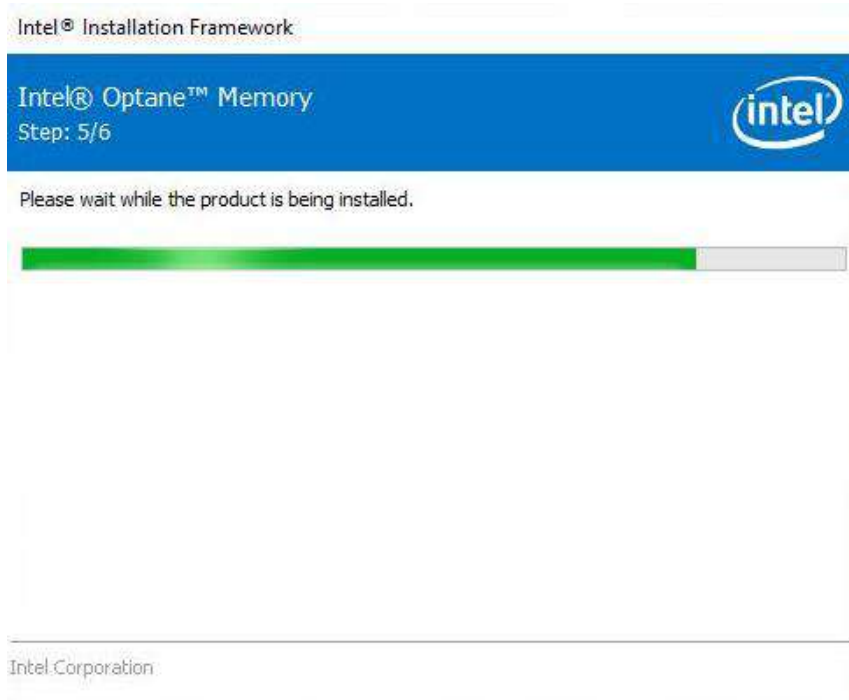 Intel® Installation Framework
Intel® Optane™ Memory
Step: 5/6
intel
Please wait while the product is being installed.
Intel Corporation